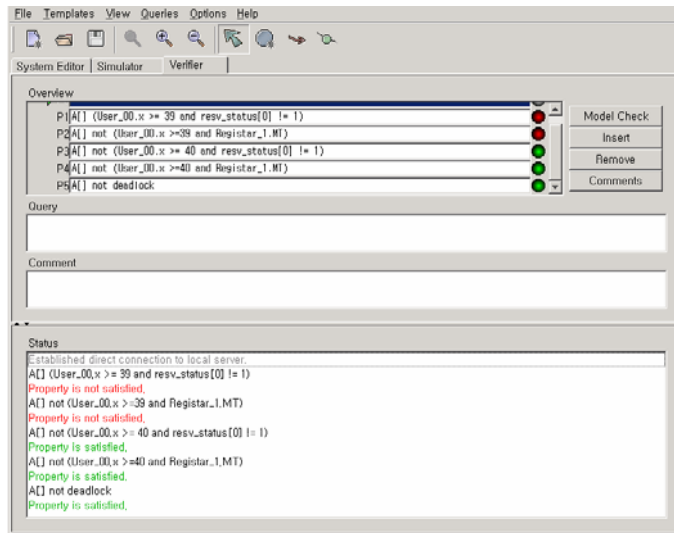 File Templates View Queries Options Help
System Editor Simulator Verifier
Overview
P1 A[] (User_00.x >= 39 and resv_status[0] != 1)
P2 A[] not (User_00.x >=39 and Registar_1.MT)
P3 A[] not (User_00.x >= 40 and resv_status[0] != 1)
P4 A[] not (User_00.x >=40 and Registar_1.MT)
P5 A[] not deadlock
Model Check
Insert
Remove
Comments
Query
Comment
Status
Established direct connection to local server.
A[] (User_00.x >= 39 and resv_status[0] != 1)
Property is not satisfied.
A[] not (User_00.x >=39 and Registar_1.MT)
Property is not satisfied.
A[] not (User_00.x >= 40 and resv_status[0] != 1)
Property is satisfied.
A[] not (User_00.x >=40 and Registar_1.MT)
Property is satisfied.
A[] not deadlock
Property is satisfied.